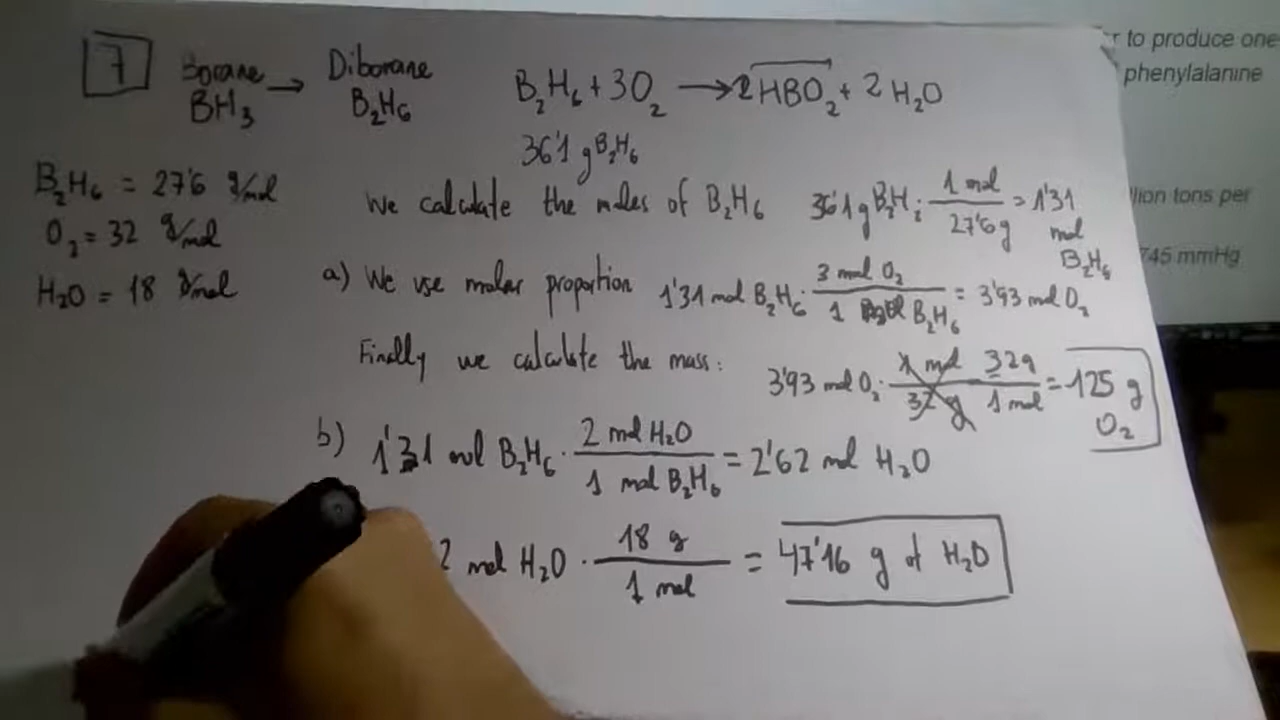 7 Borane BH3 → Diborane B2H6
B2H6 + 3O2 → 2HBO2 + 2H2O
36'1 g B2H6
B2H6 = 27'6 g/mol
O2 = 32 g/mol
H2O = 18 g/mol
We calculate the moles of B2H6 36'1 g B2H6 · 1 mol / 27'6 g = 1'31 mol B2H6
a) We use molar proportion 1'31 mol B2H6 · 3 mol O2 / 1 mol B2H6 = 3'93 mol O2
Finally we calculate the mass:
3'93 mol O2 · 1 mol / 32 g 32g / 1 mol = 125 g O2
b) 1'31 mol B2H6 · 2 mol H2O / 1 mol B2H6 = 2'62 mol H2O
2 mol H2O · 18 g / 1 mol = 47'16 g of H2O
r to produce one
phenylalanine
llion tons per
745 mmHg